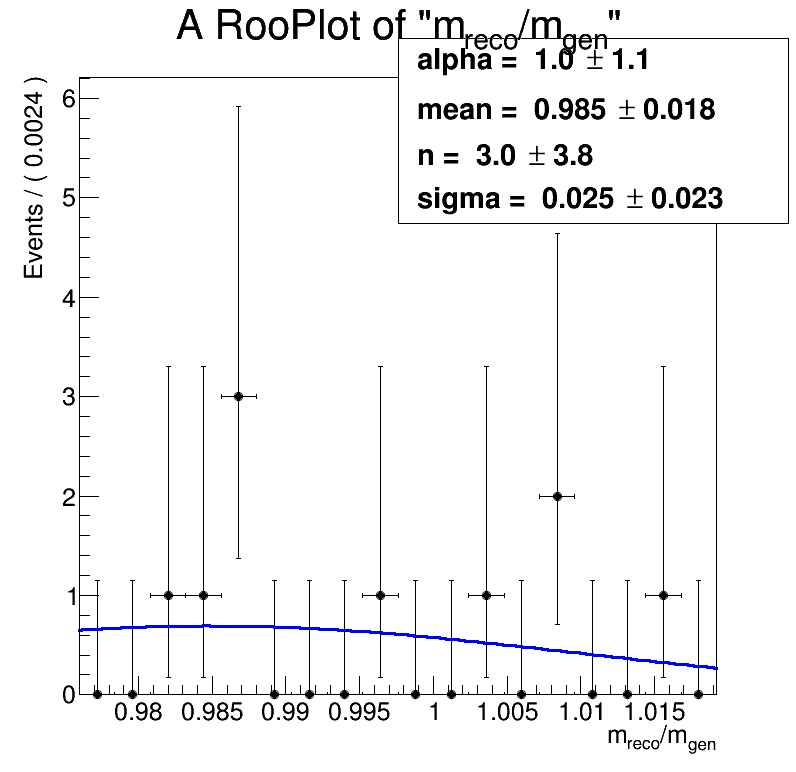 A RooPlot of "m_reco/m_gen"
alpha = 1.0 ± 1.1
mean = 0.985 ± 0.018
n = 3.0 ± 3.8
sigma = 0.025 ± 0.023
Events / ( 0.0024 )
6
5
4
3
2
1
0
0.98 0.985 0.99 0.995 1 1.005 1.01 1.015
m_reco/m_gen